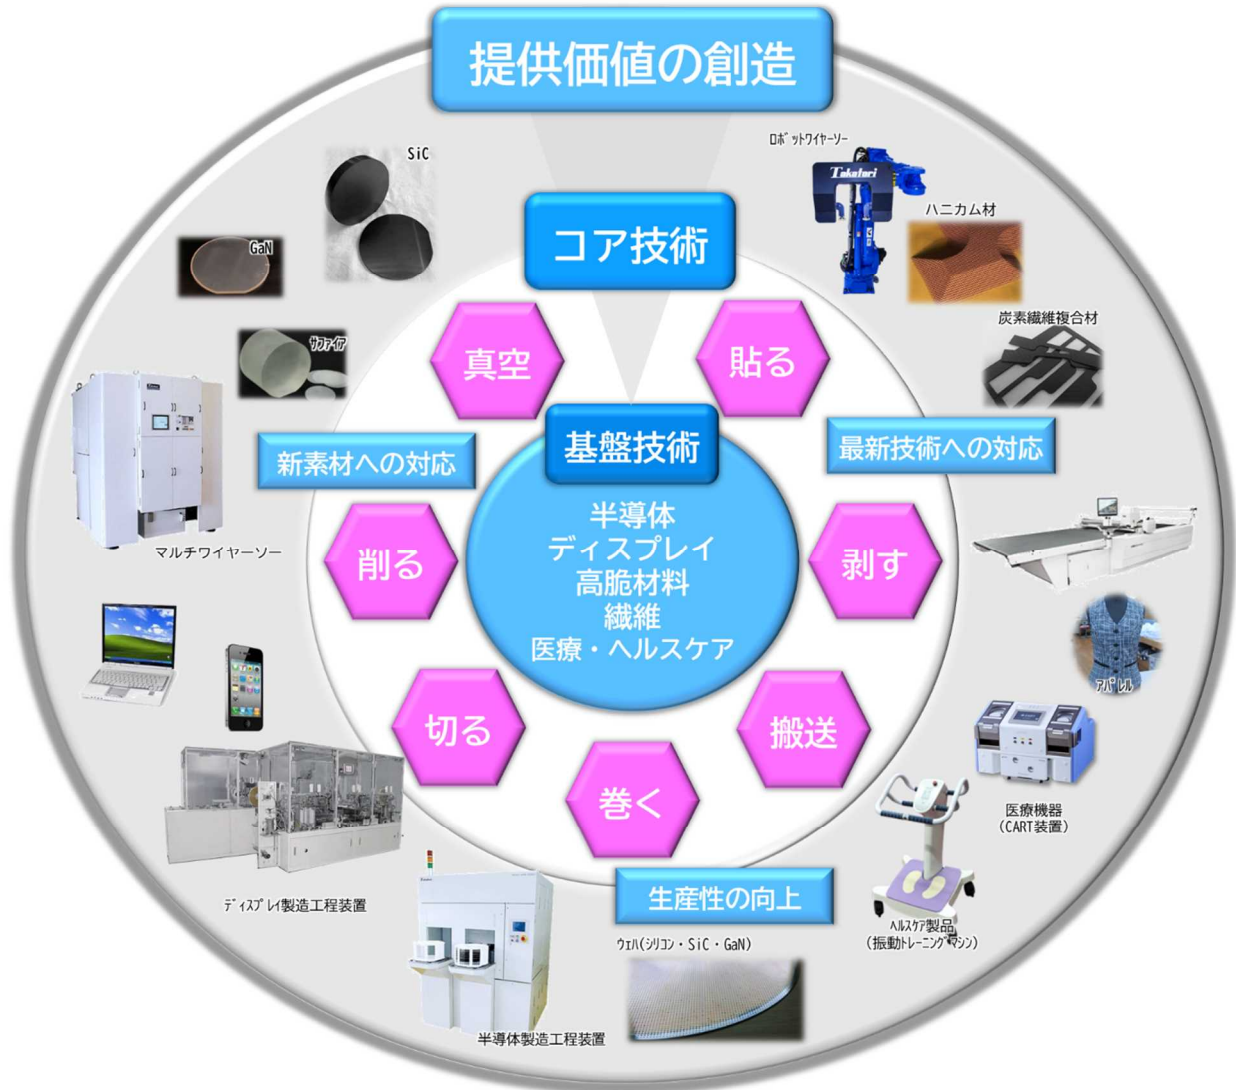 提供価値の創造
SiC
ロボットワイヤーソー
Takatori
ハニカム材
GaN
コア技術
炭素繊維複合材
サファイア
真空
貼る
新素材への対応
基盤技術
最新技術への対応
半導体
ディスプレイ
高脆材料
繊維
医療・ヘルスケア
削る
剥す
マルチワイヤーソー
アパレル
切る
搬送
巻く
医療機器
(CART装置)
ディスプレイ製造工程装置
生産性の向上
ヘルスケア製品
(振動トレーニングマシン)
ウェハ(シリコン・SiC・GaN)
半導体製造工程装置